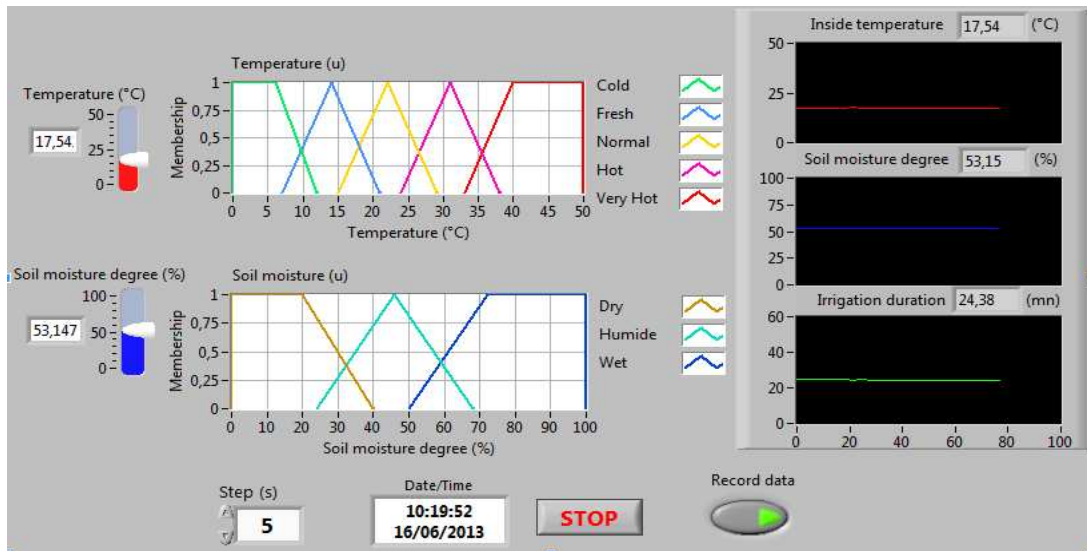 Temperature (°C)
50
25
0
17,54
Temperature (u)
Membership
1
0,75
0,5
0,25
0
0 5 10 15 20 25 30 35 40 45 50
Temperature (°C)
Cold
Fresh
Normal
Hot
Very Hot
Soil moisture degree (%)
100
50
0
53,147
Soil moisture (u)
Membership
1
0,75
0,5
0,25
0
0 10 20 30 40 50 60 70 80 90 100
Soil moisture degree (%)
Dry
Humide
Wet
Inside temperature 17,54 (°C)
50
25
0
Soil moisture degree 53,15 (%)
100
75
50
25
0
Irrigation duration 24,38 (mn)
60
40
20
0
0 20 40 60 80 100
Step (s)
5
Date/Time
10:19:52
16/06/2013
STOP
Record data